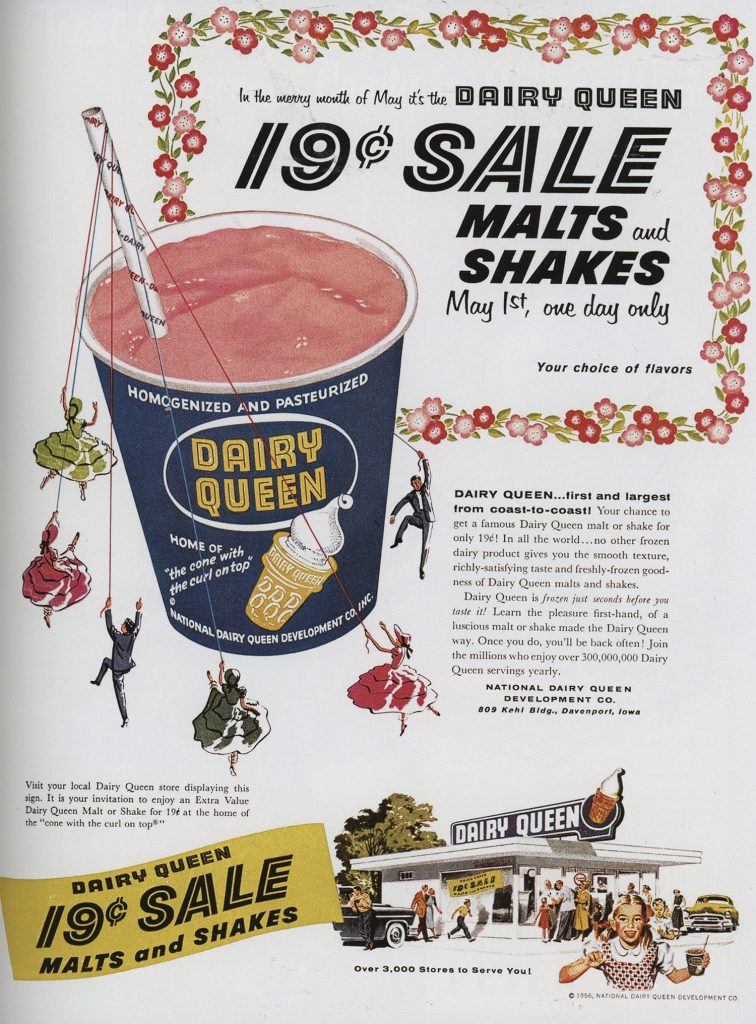 In the merry month of May it's the DAIRY QUEEN
19¢ SALE
MALTS and
SHAKES
May 1st, one day only
Your choice of flavors
HOMOGENIZED AND PASTEURIZED
DAIRY
QUEEN
HOME OF
"the cone with
the curl on top"
©
NATIONAL DAIRY QUEEN DEVELOPMENT CO. INC.
DAIRY QUEEN
DAIRY QUEEN...first and largest
from coast-to-coast! Your chance to
get a famous Dairy Queen malt or shake for
only 19¢! In all the world...no other frozen
dairy product gives you the smooth texture,
richly-satisfying taste and freshly-frozen good-
ness of Dairy Queen malts and shakes.
Dairy Queen is frozen just seconds before you
taste it! Learn the pleasure first-hand, of a
luscious malt or shake made the Dairy Queen
way. Once you do, you'll be back often! Join
the millions who enjoy over 300,000,000 Dairy
Queen servings yearly.
NATIONAL DAIRY QUEEN
DEVELOPMENT CO.
809 Kahl Bldg., Davenport, Iowa
Visit your local Dairy Queen store displaying this
sign. It is your invitation to enjoy an Extra Value
Dairy Queen Malt or Shake for 19¢ at the home of
the "cone with the curl on top®"
DAIRY QUEEN
19¢ SALE
MALTS and SHAKES
DAIRY QUEEN
19¢ SALE
Over 3,000 Stores to Serve You!
© 1956, NATIONAL DAIRY QUEEN DEVELOPMENT CO.